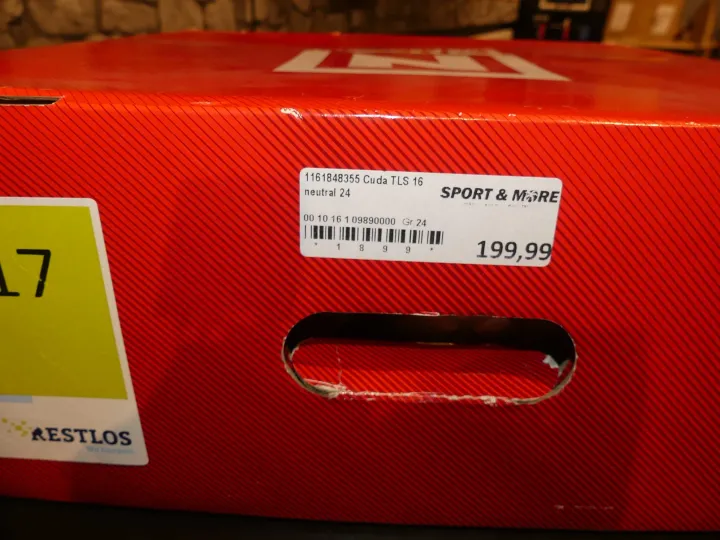 1161848355 Cuda TLS 16
neutral 24
SPORT & MORE
00 10 16 1 09890000 Gr.24
* 1 8 9 9 *
199,99
17
RESTLOS
N